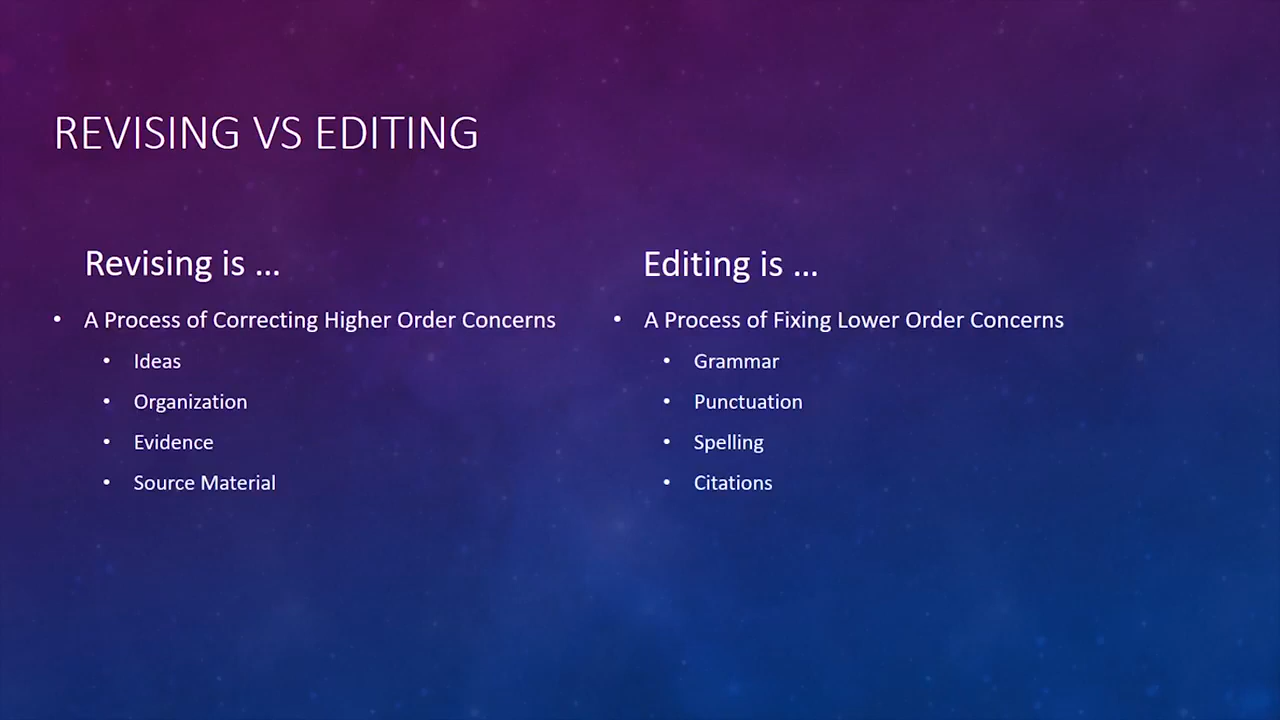 REVISING VS EDITING
Revising is ...
• A Process of Correcting Higher Order Concerns
• Ideas
• Organization
• Evidence
• Source Material
Editing is ...
• A Process of Fixing Lower Order Concerns
• Grammar
• Punctuation
• Spelling
• Citations